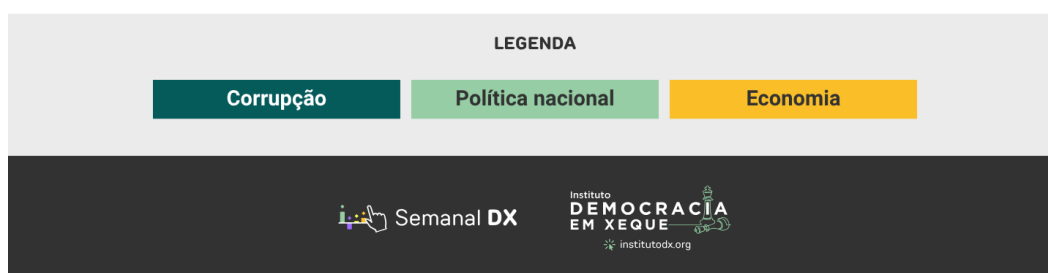 LEGENDA
Corrupção
Política nacional
Economia
Semanal DX
Instituto
DEMOCRACIA
EM XEQUE
institutodx.org